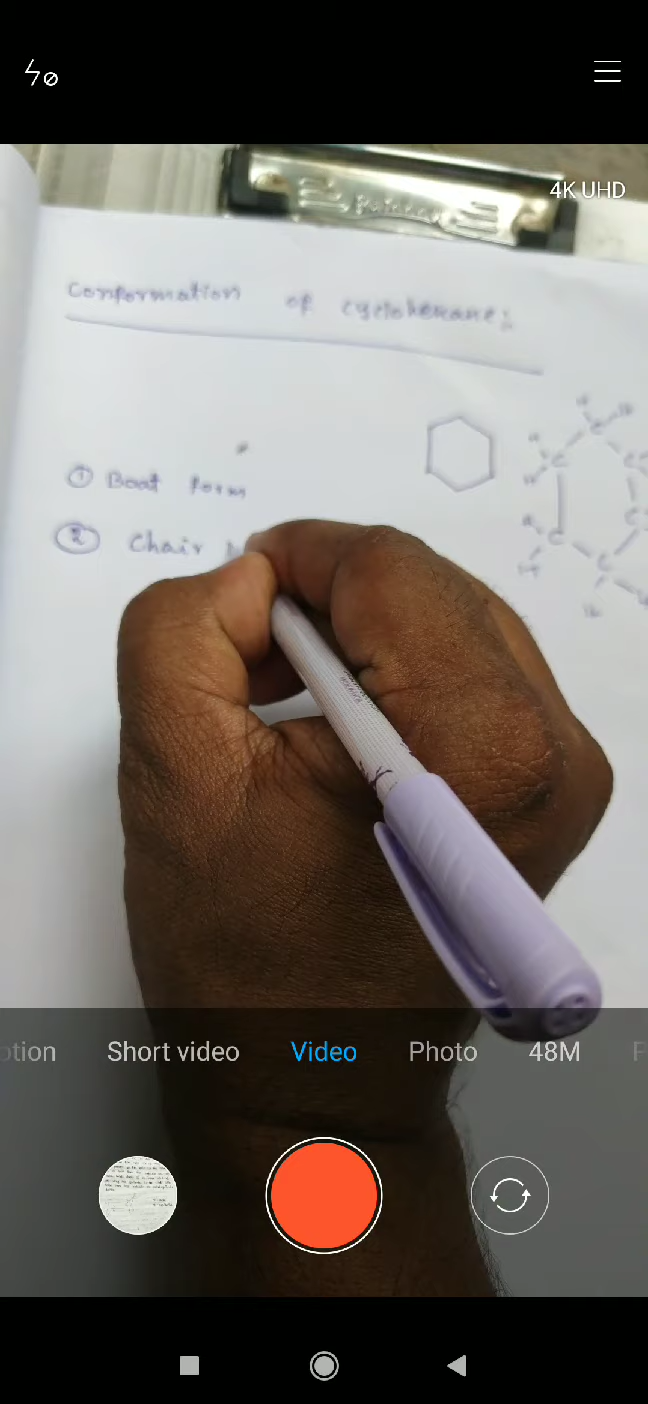 4K UHD
Conformation of cyclohexane:
① Boat form
② Chair
Short video Video Photo 48M